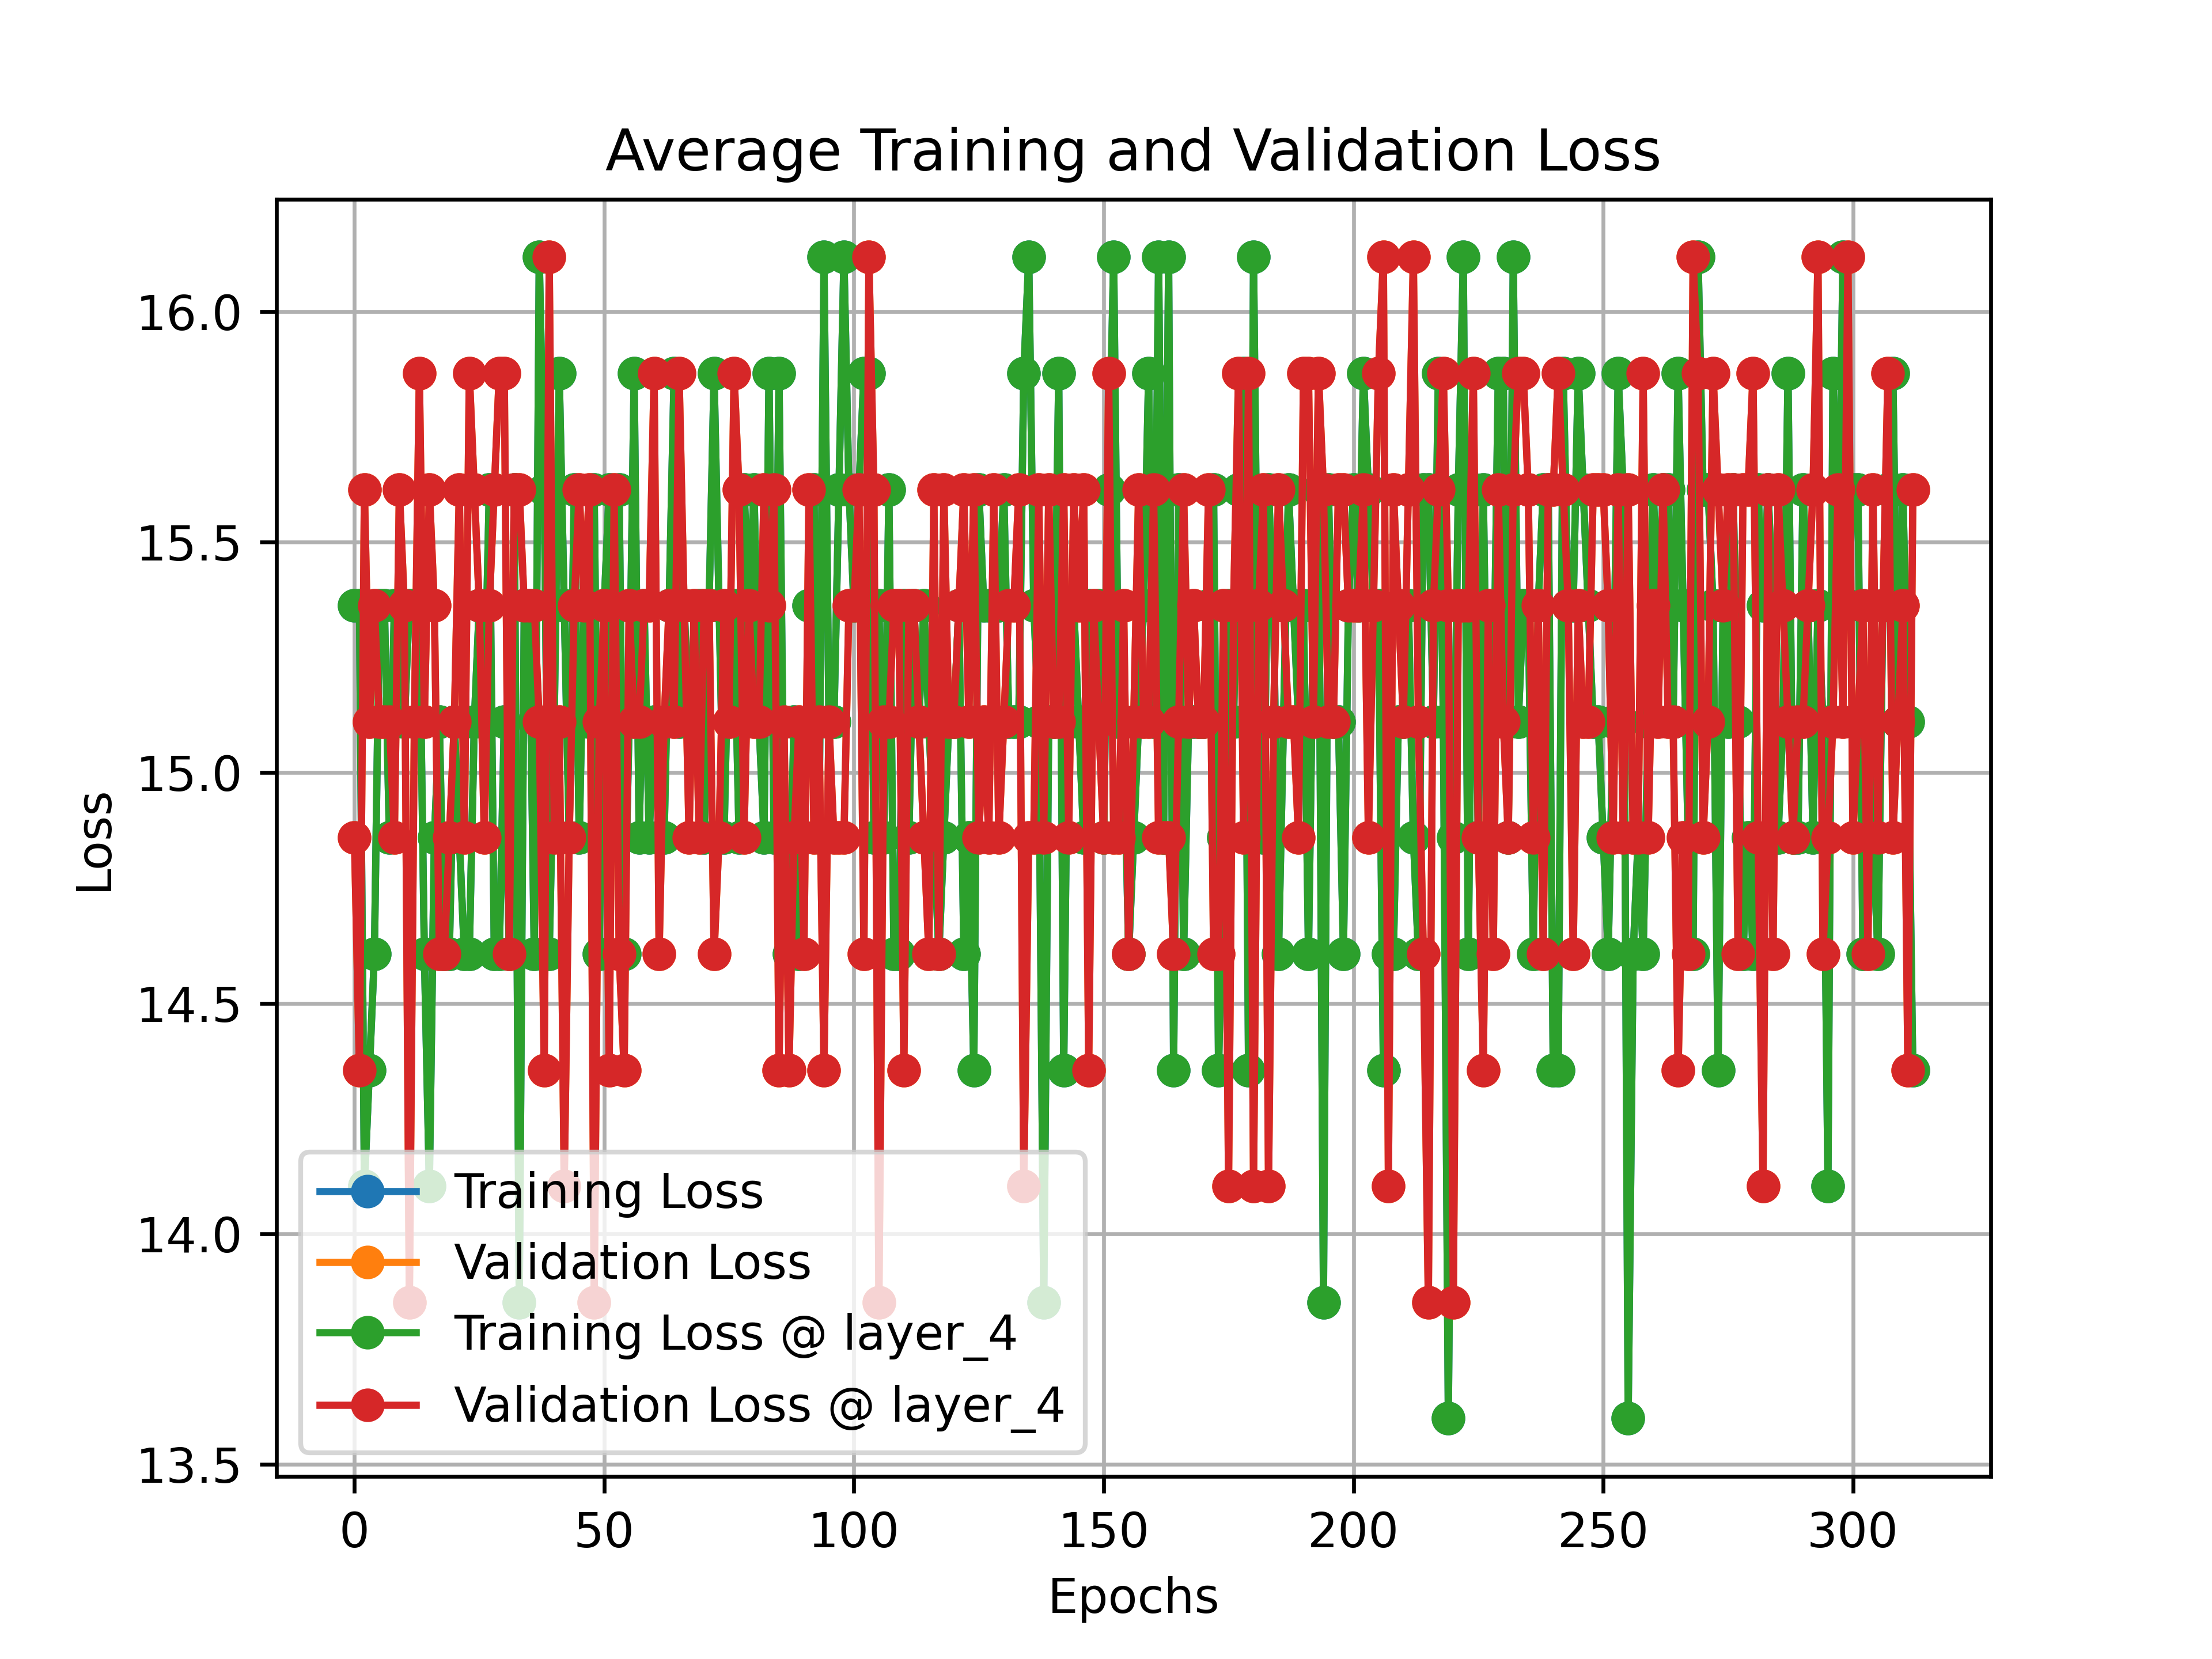 Average Training and Validation Loss
16.0
15.5
15.0
14.5
14.0
13.5
Loss
Training Loss
Validation Loss
Training Loss @ layer_4
Validation Loss @ layer_4
0 50 100 150 200 250 300
Epochs